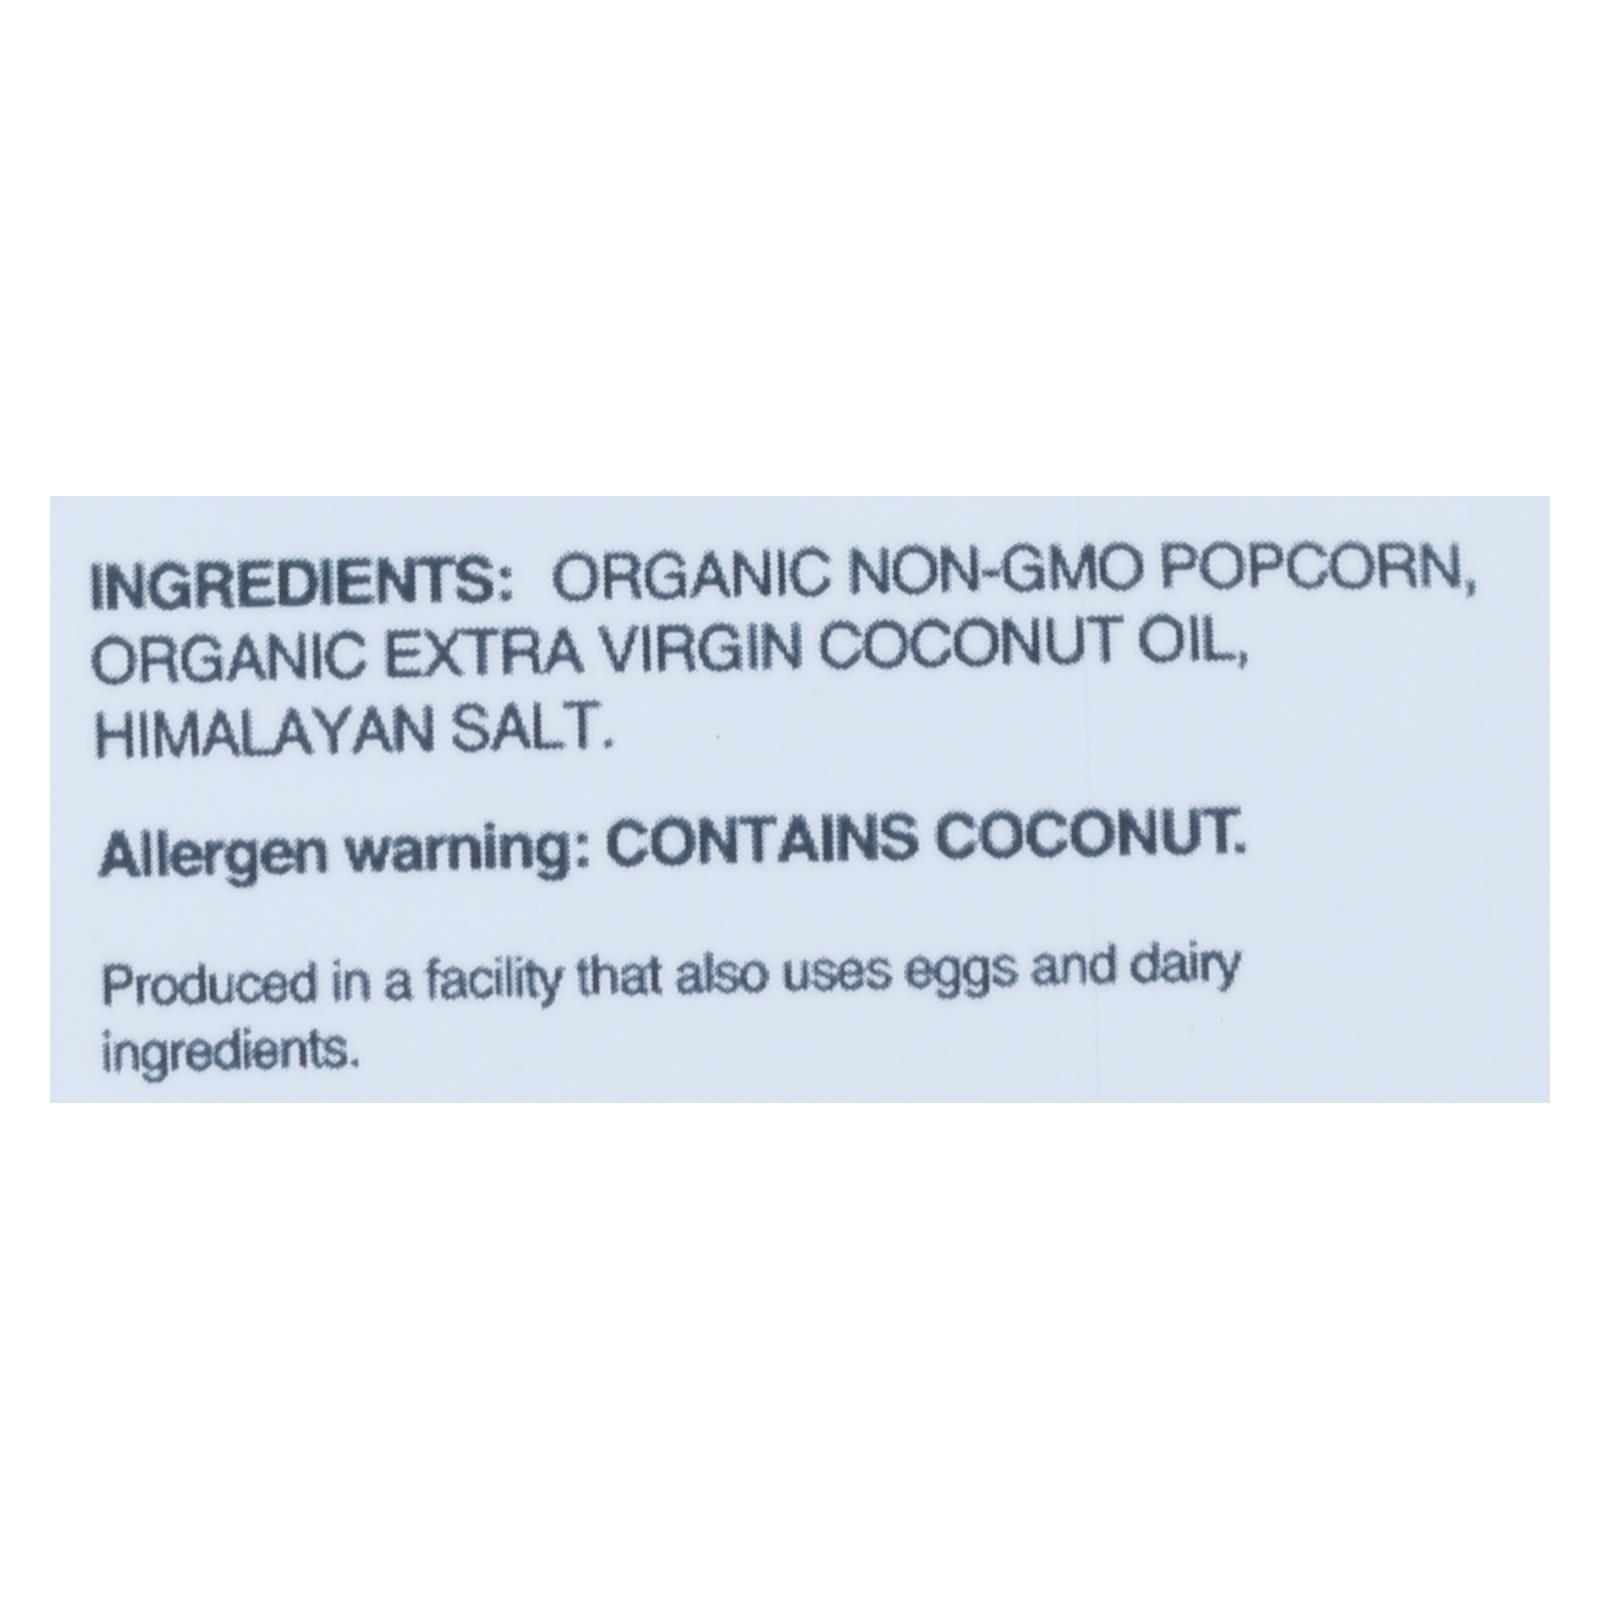 INGREDIENTS: ORGANIC NON-GMO POPCORN,
ORGANIC EXTRA VIRGIN COCONUT OIL,
HIMALAYAN SALT.
Allergen warning: CONTAINS COCONUT.
Produced in a facility that also uses eggs and dairy
ingredients.